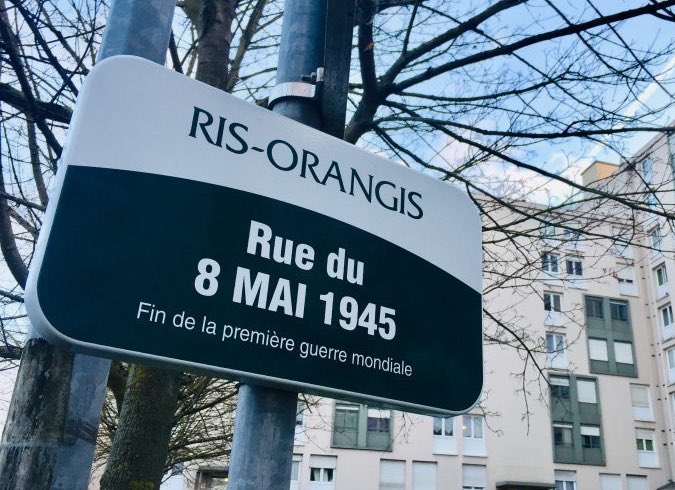 RIS-ORANGIS
Rue du
8 MAI 1945
Fin de la première guerre mondiale